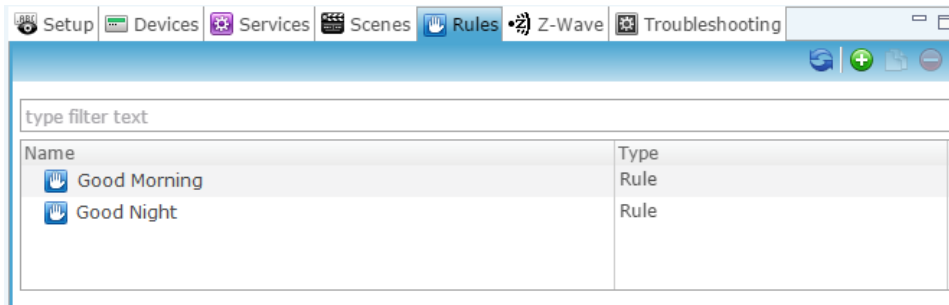 Setup Devices Services Scenes Rules Z-Wave Troubleshooting
type filter text
Name Type
Good Morning Rule
Good Night Rule